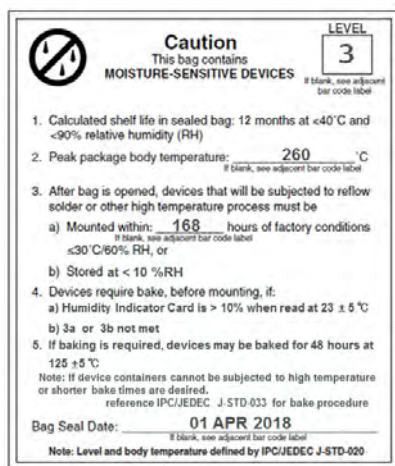 LEVEL
3
If blank, see adjacent
bar code label
Caution
This bag contains
MOISTURE-SENSITIVE DEVICES
1. Calculated shelf life in sealed bag: 12 months at <40°C and
<90% relative humidity (RH)
2. Peak package body temperature: 260 °C
If blank, see adjacent bar code label
3. After bag is opened, devices that will be subjected to reflow
solder or other high temperature process must be
a) Mounted within: 168 hours of factory conditions
If blank, see adjacent bar code label
≤30°C/60% RH, or
b) Stored at < 10 %RH
4. Devices require bake, before mounting, if:
a) Humidity Indicator Card is > 10% when read at 23 ± 5 °C
b) 3a or 3b not met
5. If baking is required, devices may be baked for 48 hours at
125 ±5 °C
Note: If device containers cannot be subjected to high temperature
or shorter bake times are desired.
reference IPC/JEDEC J-STD-033 for bake procedure
Bag Seal Date: 01 APR 2018
If blank, see adjacent bar code label
Note: Level and body temperature defined by IPC/JEDEC J-STD-020